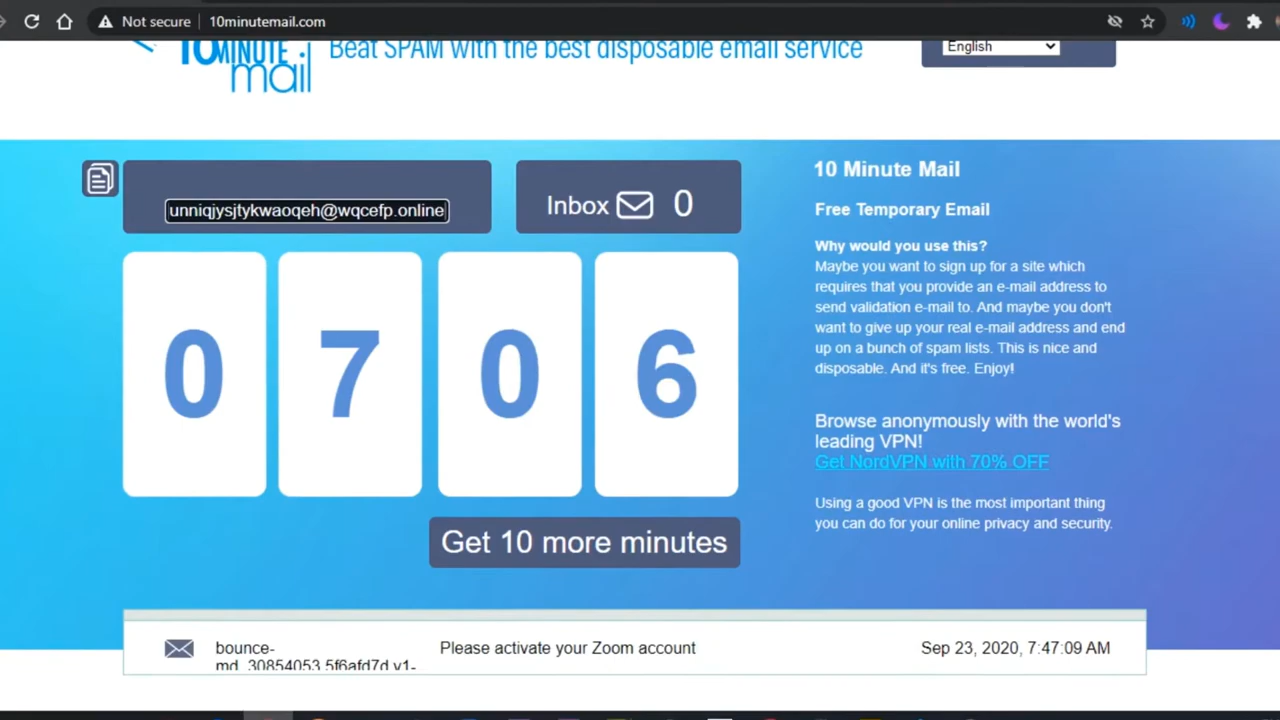 Not secure
10minutemail.com
10MINUTE
mail
Beat SPAM with the best disposable email service
English
unniqjysjtykwaoqeh@wqcefp.online
Inbox 0
0 7 0 6
Get 10 more minutes
10 Minute Mail
Free Temporary Email
Why would you use this?
Maybe you want to sign up for a site which
requires that you provide an e-mail address to
send validation e-mail to. And maybe you don't
want to give up your real e-mail address and end
up on a bunch of spam lists. This is nice and
disposable. And it's free. Enjoy!
Browse anonymously with the world's
leading VPN!
Get NordVPN with 70% OFF
Using a good VPN is the most important thing
you can do for your online privacy and security.
bounce-
md_30854053.5f6afd7d.v1-
Please activate your Zoom account
Sep 23, 2020, 7:47:09 AM